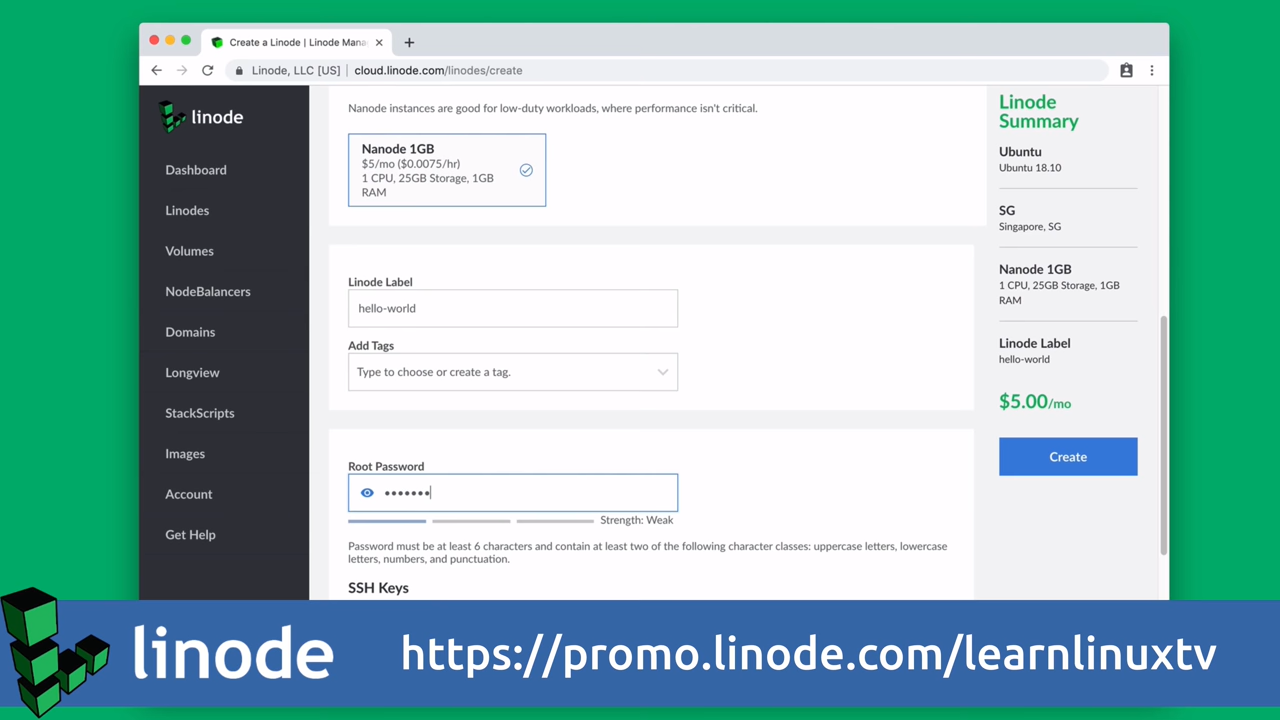 Create a Linode | Linode Mana
Linode, LLC [US] | cloud.linode.com/linodes/create
linode
Dashboard
Linodes
Volumes
NodeBalancers
Domains
Longview
StackScripts
Images
Account
Get Help
Nanode instances are good for low-duty workloads, where performance isn't critical.
Nanode 1GB
$5/mo ($0.0075/hr)
1 CPU, 25GB Storage, 1GB
RAM
Linode Label
hello-world
Add Tags
Type to choose or create a tag.
Root Password
•••••••
Strength: Weak
Password must be at least 6 characters and contain at least two of the following character classes: uppercase letters, lowercase
letters, numbers, and punctuation.
SSH Keys
Linode
Summary
Ubuntu
Ubuntu 18.10
SG
Singapore, SG
Nanode 1GB
1 CPU, 25GB Storage, 1GB
RAM
Linode Label
hello-world
$5.00/mo
Create
linode
https://promo.linode.com/learnlinuxtv